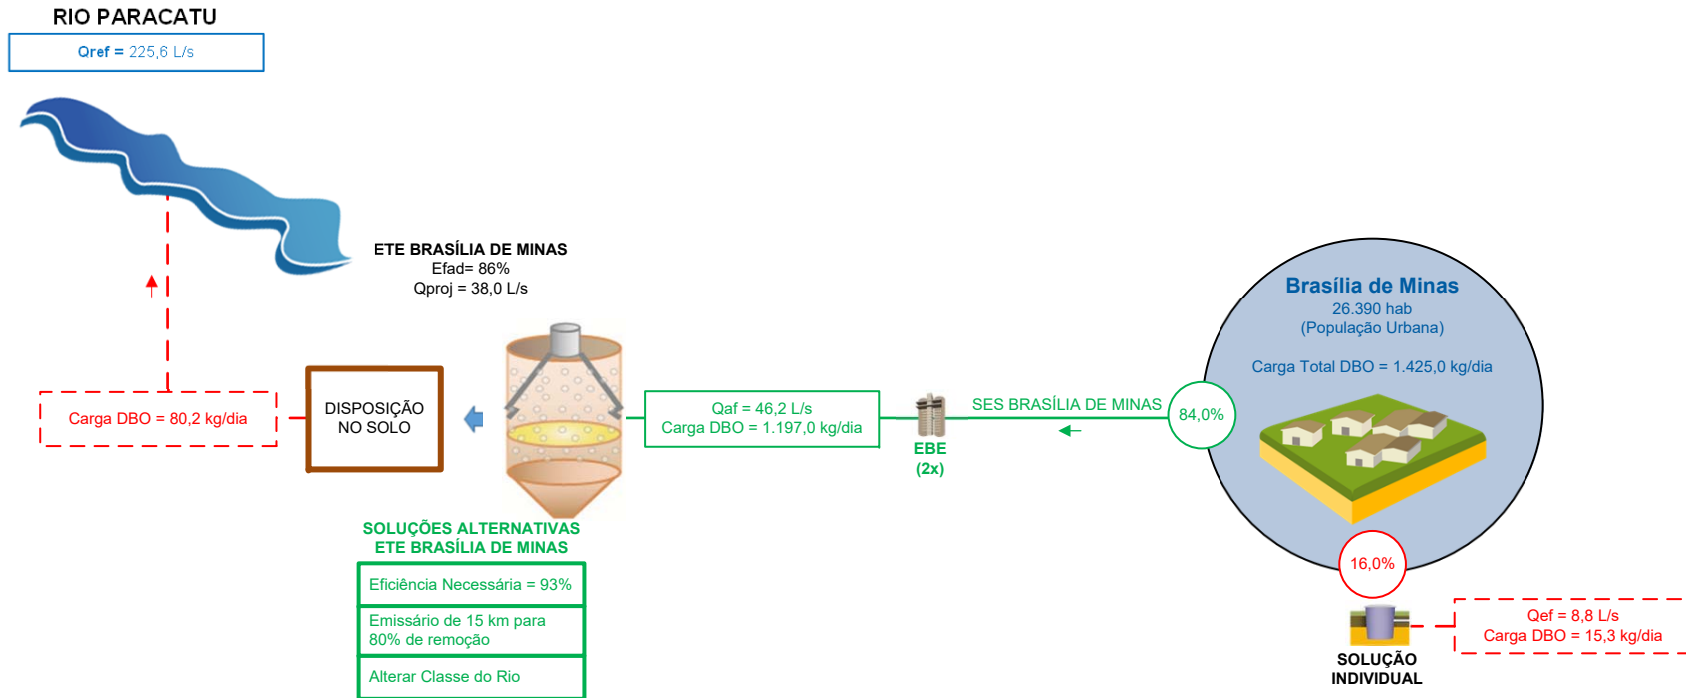 RIO PARACATU
Qref = 225,6 L/s
ETE BRASÍLIA DE MINAS
Efad= 86%
Qproj = 38,0 L/s
Carga DBO = 80,2 kg/dia
DISPOSIÇÃO
NO SOLO
Qaf = 46,2 L/s
Carga DBO = 1.197,0 kg/dia
EBE
(2x)
SES BRASÍLIA DE MINAS
84,0%
Brasília de Minas
26.390 hab
(População Urbana)
Carga Total DBO = 1.425,0 kg/dia
SOLUÇÕES ALTERNATIVAS
ETE BRASÍLIA DE MINAS
Eficiência Necessária = 93%
Emissário de 15 km para
80% de remoção
Alterar Classe do Rio
16,0%
SOLUÇÃO
INDIVIDUAL
Qef = 8,8 L/s
Carga DBO = 15,3 kg/dia